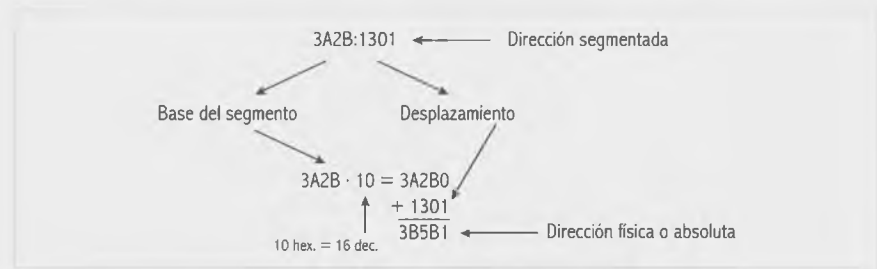 3A2B:1301 Dirección segmentada
Base del segmento Desplazamiento
3A2B · 10 = 3A2B0
+ 1301
3B5B1 Dirección física o absoluta
10 hex. = 16 dec.